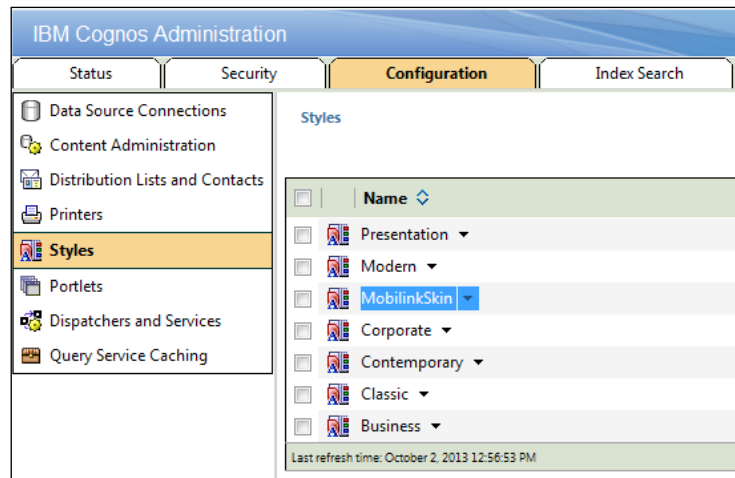 IBM Cognos Administration
Status Security Configuration Index Search
Data Source Connections
Content Administration
Distribution Lists and Contacts
Printers
Styles
Portlets
Dispatchers and Services
Query Service Caching
Styles
Name
Presentation
Modern
MobilinkSkin
Corporate
Contemporary
Classic
Business
Last refresh time: October 2, 2013 12:56:53 PM